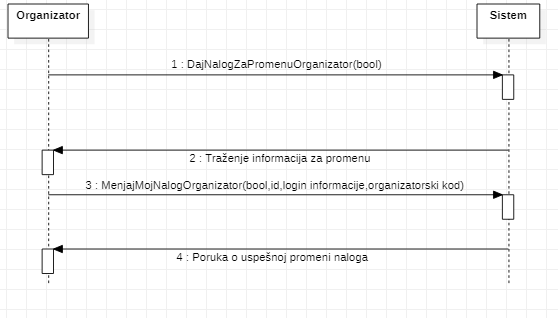 Organizator
Sistem
1 : DajNalogZaPromenuOrganizator(bool)
2 : Traženje informacija za promenu
3 : MenjajMojNalogOrganizator(bool,id,login informacije,organizatorski kod)
4 : Poruka o uspešnoj promeni naloga